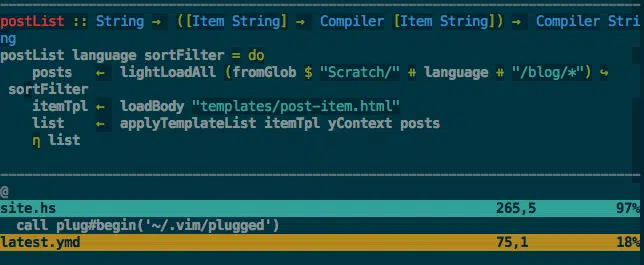 postList :: String → ([Item String] → Compiler [Item String]) → Compiler Stri
ng
postList language sortFilter = do
posts ← lightLoadAll (fromGlob $ "Scratch/" ⧺ language ⧺ "/blog/*") ↪
sortFilter
itemTpl ← loadBody "templates/post-item.html"
list ← applyTemplateList itemTpl yContext posts
η list
@
site.hs 265,5 97%
call plug#begin('~/.vim/plugged')
latest.ymd 75,1 18%